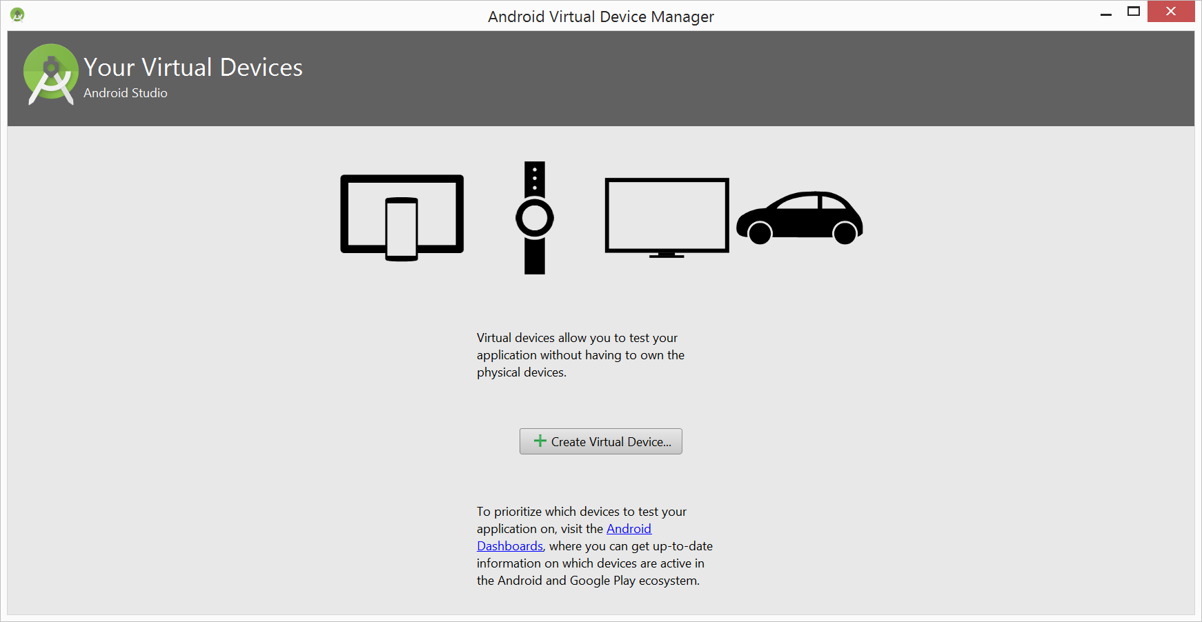 Android Virtual Device Manager
Your Virtual Devices
Android Studio
Virtual devices allow you to test your
application without having to own the
physical devices.
Create Virtual Device...
To prioritize which devices to test your
application on, visit the Android
Dashboards, where you can get up-to-date
information on which devices are active in
the Android and Google Play ecosystem.